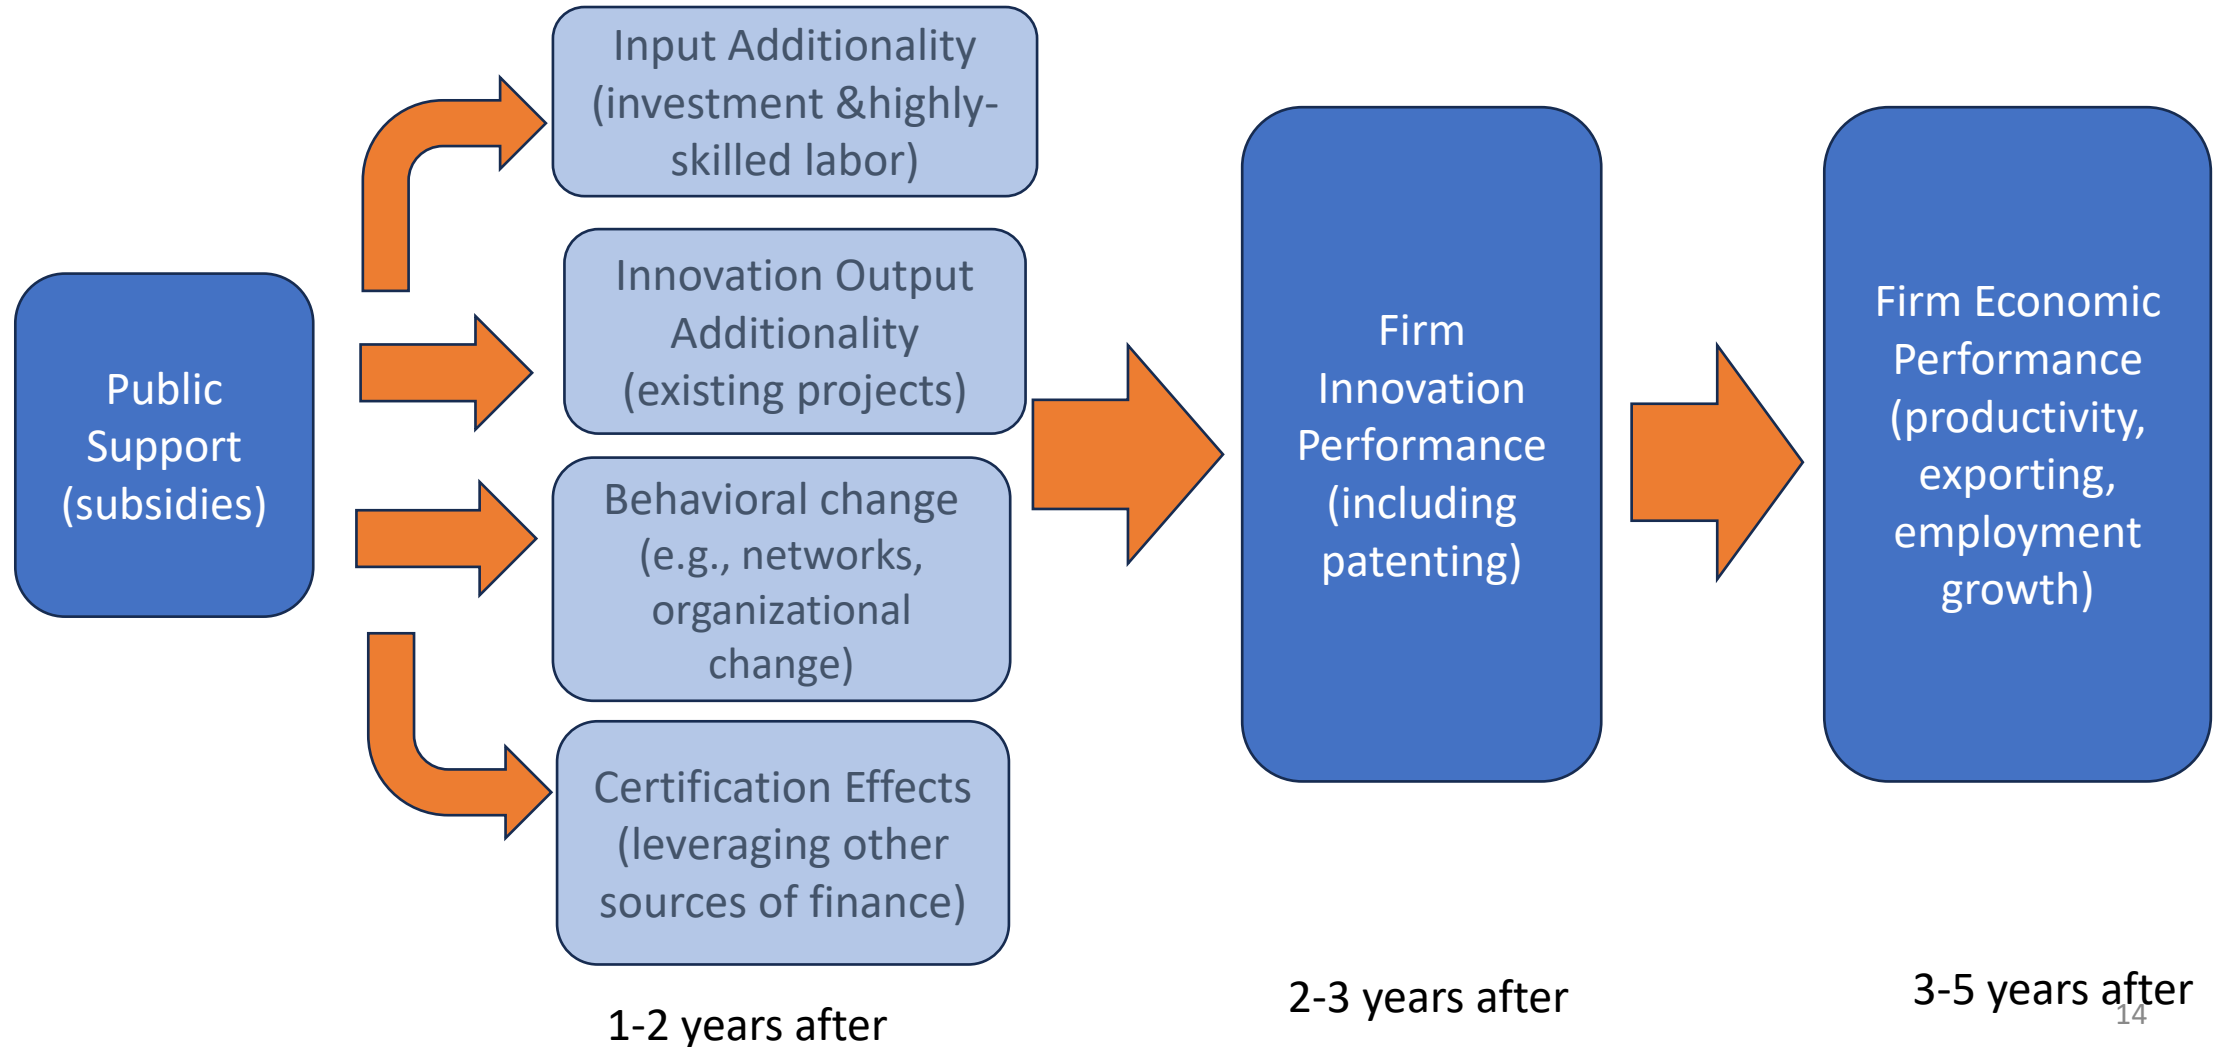 Public
Support
(subsidies)
Input Additionality
(investment &highly-
skilled labor)
Innovation Output
Additionality
(existing projects)
Behavioral change
(e.g., networks,
organizational
change)
Certification Effects
(leveraging other
sources of finance)
1-2 years after
Firm
Innovation
Performance
(including
patenting)
2-3 years after
Firm Economic
Performance
(productivity,
exporting,
employment
growth)
3-5 years after
14